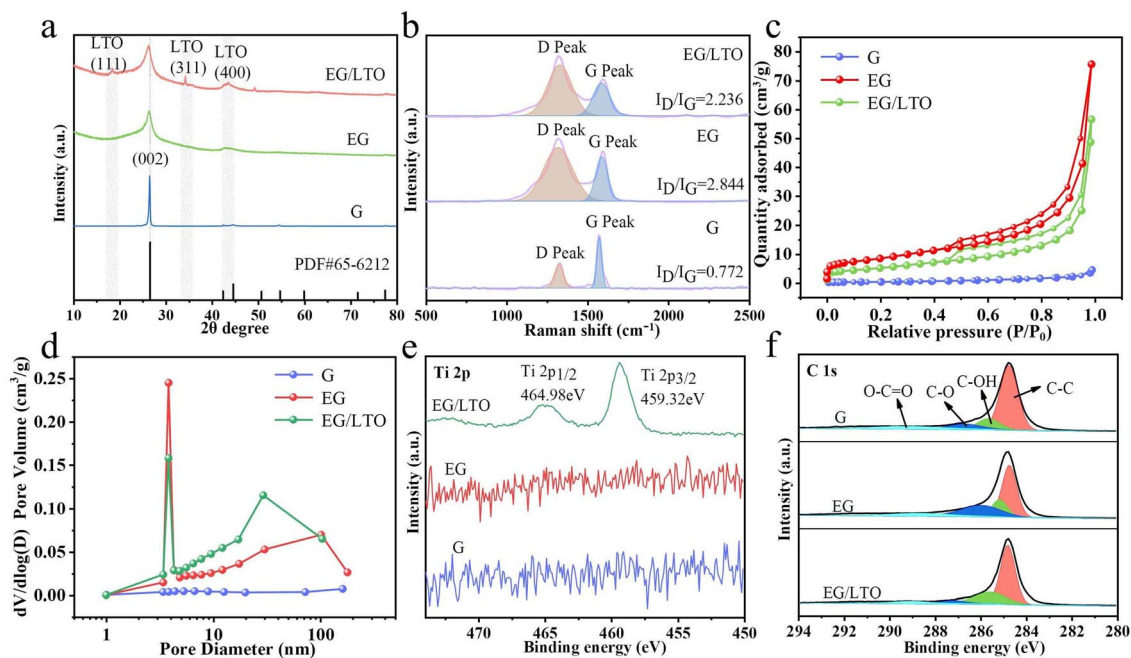 a
LTO
(111)
LTO
(311)
LTO
(400)
EG/LTO
EG
(002)
G
PDF#65-6212
Intensity (a.u.)
10 20 30 40 50 60 70 80
2θ degree
b
D Peak
G Peak
EG/LTO
I_D/I_G=2.236
D Peak
G Peak
EG
I_D/I_G=2.844
G
G Peak
D Peak
I_D/I_G=0.772
Intensity (a.u.)
500 1000 1500 2000 2500
Raman shift (cm⁻¹)
c
G
EG
EG/LTO
Quantity adsorbed (cm³/g)
90
80
70
60
50
40
30
20
10
0
0.0 0.2 0.4 0.6 0.8 1.0
Relative pressure (P/P₀)
d
G
EG
EG/LTO
dV/dlog(D) Pore Volume (cm³/g)
0.25
0.20
0.15
0.10
0.05
0.00
1 10 100
Pore Diameter (nm)
e
Ti 2p
Ti 2p1/2
464.98eV
Ti 2p3/2
459.32eV
EG/LTO
EG
G
Intensity (a.u.)
470 465 460 455 450
Binding energy (eV)
f
C 1s
O-C=O
C-O
C-OH
C-C
G
EG
EG/LTO
Intensity (a.u.)
294 292 290 288 286 284 282 280
Binding energy (eV)